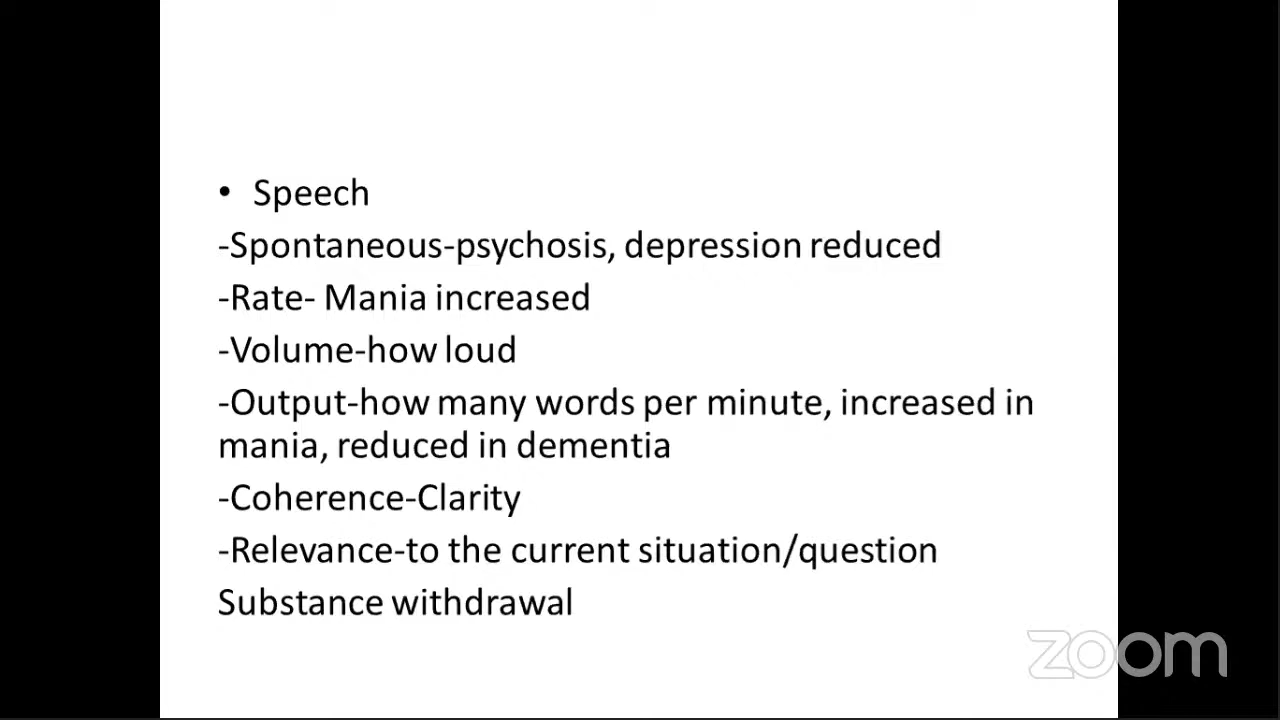 • Speech
-Spontaneous-psychosis, depression reduced
-Rate- Mania increased
-Volume-how loud
-Output-how many words per minute, increased in
mania, reduced in dementia
-Coherence-Clarity
-Relevance-to the current situation/question
Substance withdrawal
zoom